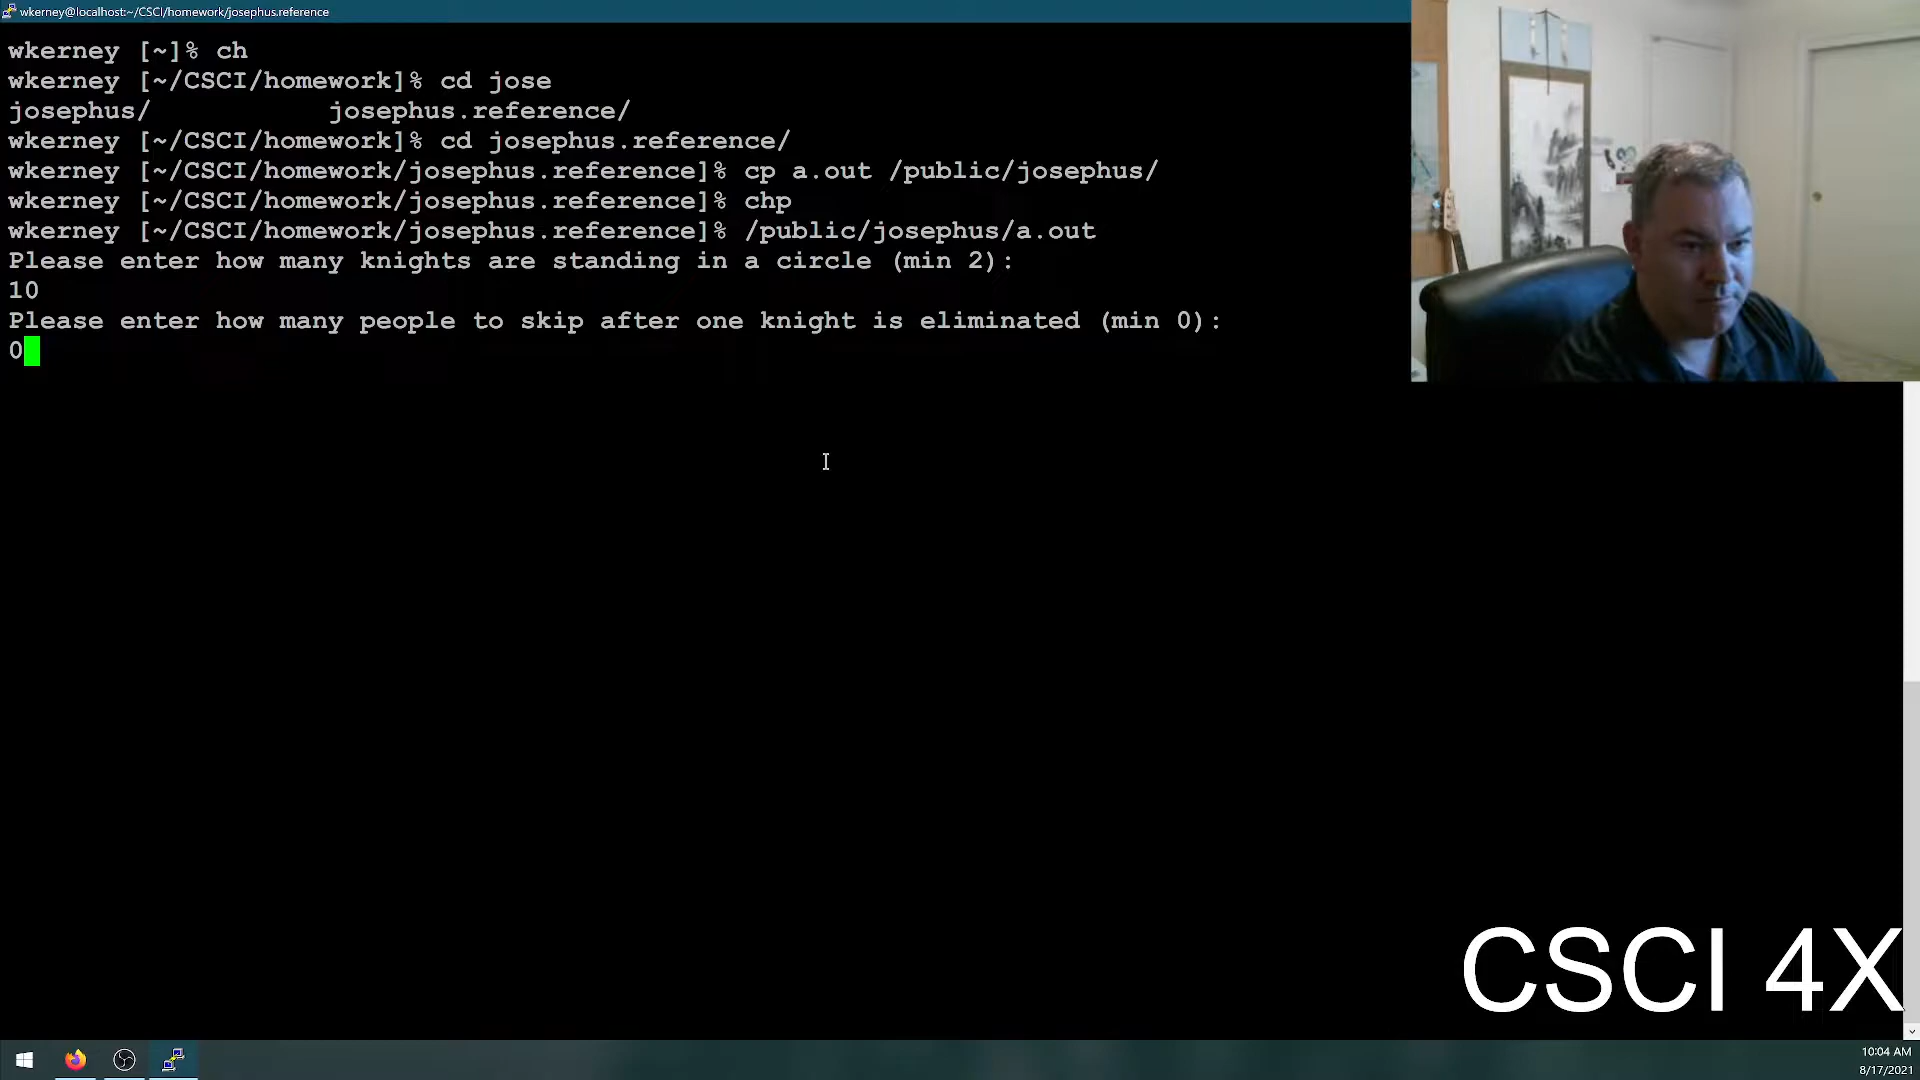 wkerney@localhost:~/CSCI/homework/josephus.reference
wkerney [~]% ch
wkerney [~/CSCI/homework]% cd jose
josephus/ josephus.reference/
wkerney [~/CSCI/homework]% cd josephus.reference/
wkerney [~/CSCI/homework/josephus.reference]% cp a.out /public/josephus/
wkerney [~/CSCI/homework/josephus.reference]% chp
wkerney [~/CSCI/homework/josephus.reference]% /public/josephus/a.out
Please enter how many knights are standing in a circle (min 2):
10
Please enter how many people to skip after one knight is eliminated (min 0):
0
CSCI 4X
10:04 AM
8/17/2021